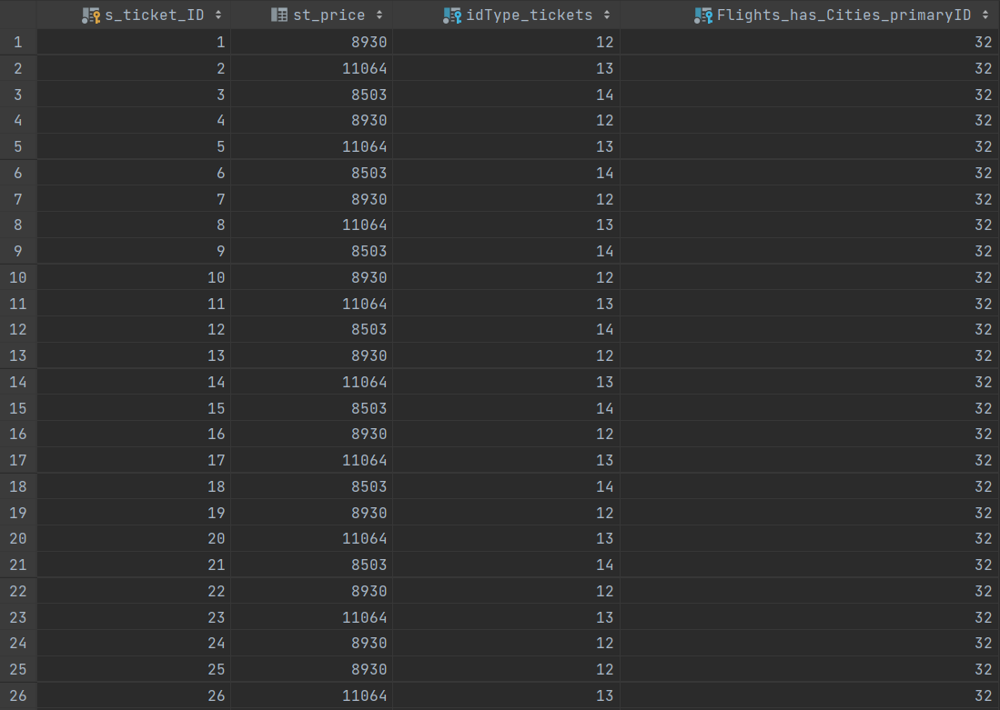 s_ticket_ID st_price idType_tickets Flights_has_Cities_primaryID
1 1 8930 12 32
2 2 11064 13 32
3 3 8503 14 32
4 4 8930 12 32
5 5 11064 13 32
6 6 8503 14 32
7 7 8930 12 32
8 8 11064 13 32
9 9 8503 14 32
10 10 8930 12 32
11 11 11064 13 32
12 12 8503 14 32
13 13 8930 12 32
14 14 11064 13 32
15 15 8503 14 32
16 16 8930 12 32
17 17 11064 13 32
18 18 8503 14 32
19 19 8930 12 32
20 20 11064 13 32
21 21 8503 14 32
22 22 8930 12 32
23 23 11064 13 32
24 24 8930 12 32
25 25 8930 12 32
26 26 11064 13 32